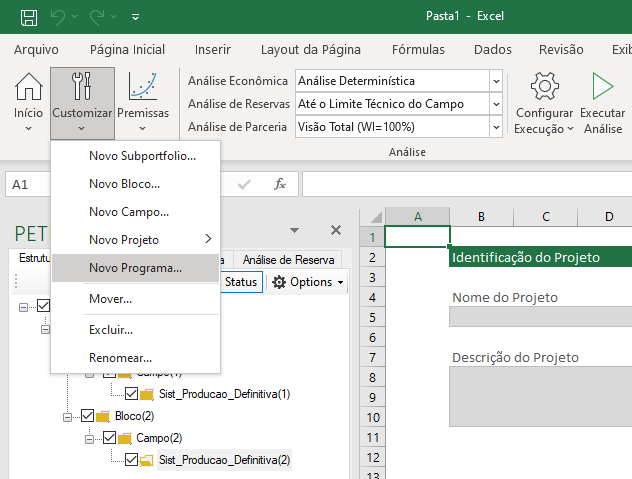 Pasta1 - Excel
Arquivo Página Inicial Inserir Layout da Página Fórmulas Dados Revisão Exib
Início Customizar Premissas
Análise Econômica Análise Determinística
Análise de Reservas Até o Limite Técnico do Campo
Análise de Parceria Visão Total (WI=100%)
Configurar Execução
Executar Análise
Análise
A1
fx
Novo Subportfolio...
Novo Bloco...
Novo Campo...
Novo Projeto
Novo Programa...
Mover...
Excluir...
Renomear...
PET
Estrutu a Análise de Reserva
Status Options
Campo(1)
Sist_Producao_Definitiva(1)
Bloco(2)
Campo(2)
Sist_Producao_Definitiva(2)
A B C D
1
2 Identificação do Projeto
3
4 Nome do Projeto
5
6
7 Descrição do Projeto
8
9
10
11
12
13